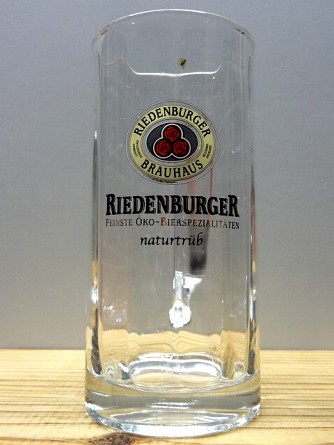 RIEDENBURGER
BRAUHAUS
RIEDENBURGER
FEINSTE ÖKO-BIERSPEZIALITÄTEN
naturtrüb